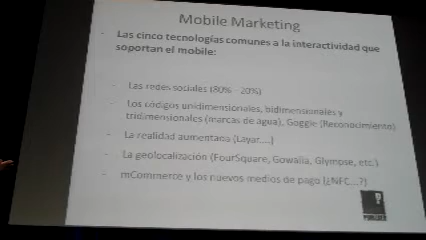 Mobile Marketing
- Las cinco tecnologías comunes a la interactividad que
soportan el mobile:
- Las redes sociales (80% - 20%)
- Los códigos unidimensionales, bidimensionales y
tridimensionales (marcas de agua), Goggle (Reconocimiento)
- La realidad aumentada (Layar....)
- La geolocalización (FourSquare, Gowalla, Glympse, etc.)
- mCommerce y los nuevos medios de pago (¿NFC...?)